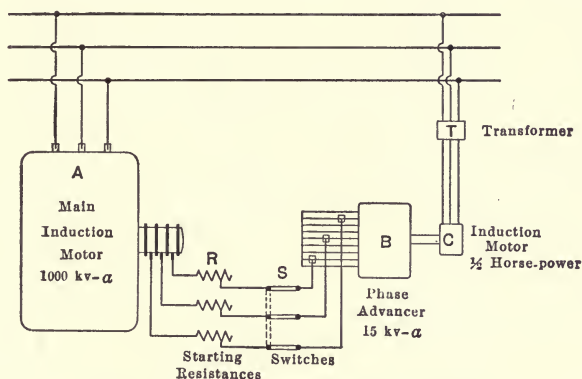 T
Transformer
A
Main
Induction
Motor
1000 kv-a
R
S
B
C
Induction
Motor
½ Horse-power
Phase
Advancer
15 kv-a
Starting
Resistances
Switches